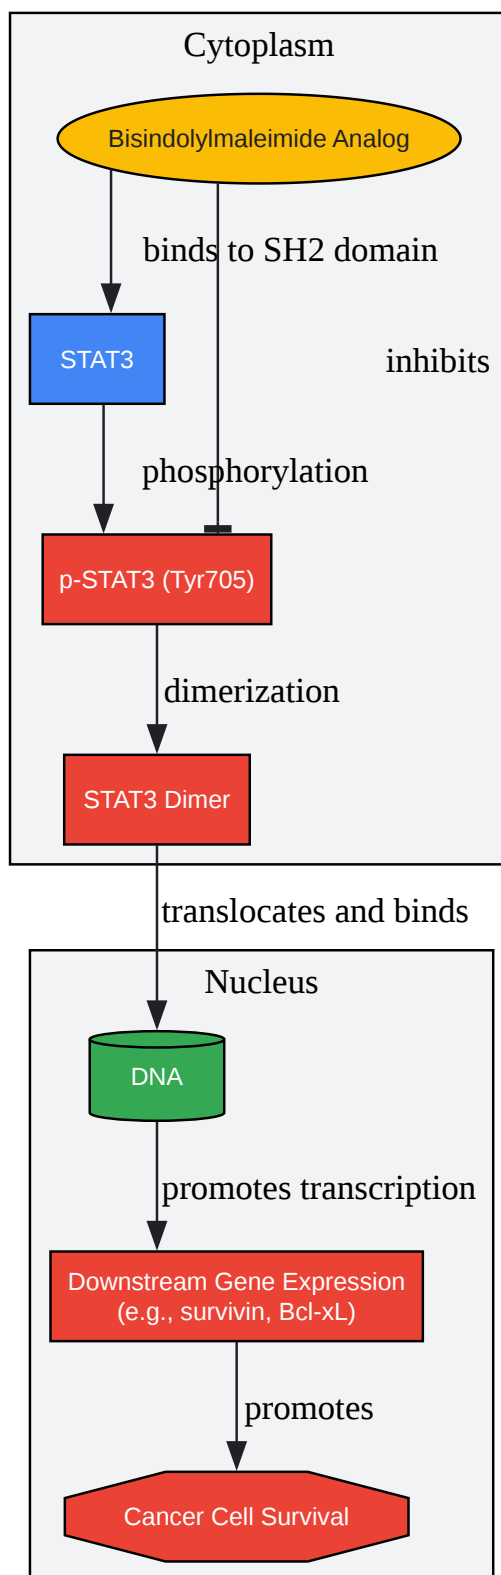 Cytoplasm
Bisindolylmaleimide Analog
binds to SH2 domain
STAT3
inhibits
phosphorylation
p-STAT3 (Tyr705)
dimerization
STAT3 Dimer
translocates and binds
Nucleus
DNA
promotes transcription
Downstream Gene Expression
(e.g., survivin, Bcl-xL)
promotes
Cancer Cell Survival